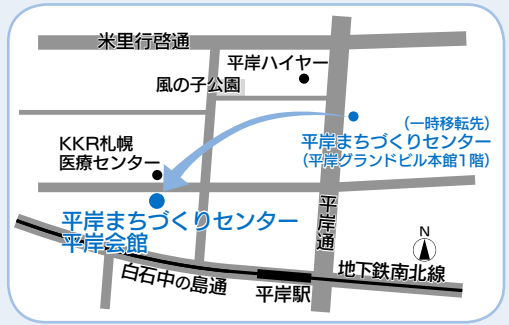 米里行啓通
平岸ハイヤー
風の子公園
(一時移転先)
平岸まちづくりセンター
(平岸グランドビル本館1階)
KKR札幌
医療センター
平岸まちづくりセンター
平岸会館
平岸通
N
地下鉄南北線
白石中の島通
平岸駅